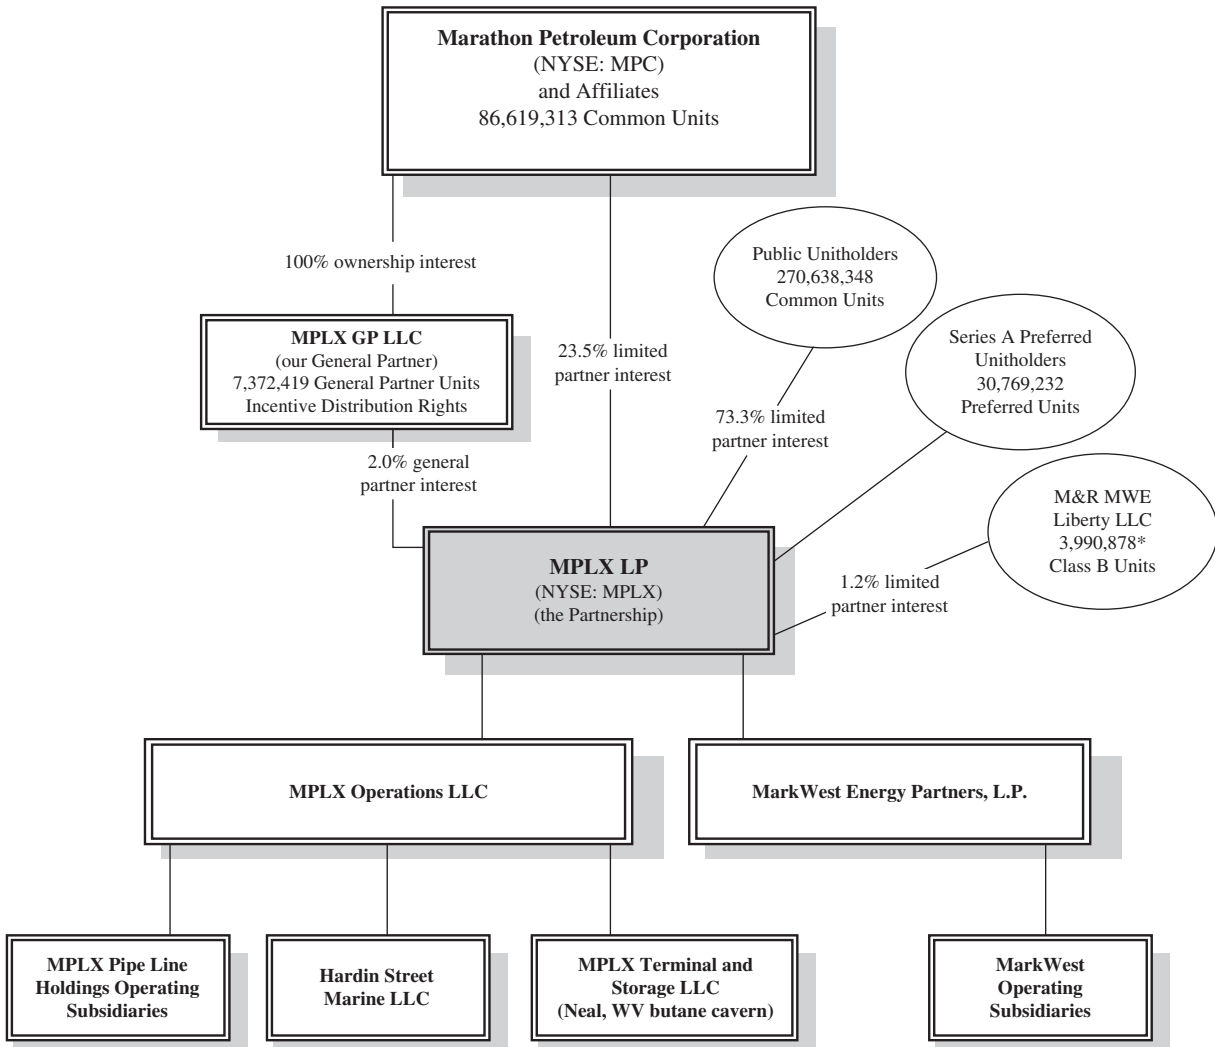 Marathon Petroleum Corporation
(NYSE: MPC)
and Affiliates
86,619,313 Common Units
100% ownership interest
MPLX GP LLC
(our General Partner)
7,372,419 General Partner Units
Incentive Distribution Rights
2.0% general
partner interest
23.5% limited
partner interest
Public Unitholders
270,638,348
Common Units
73.3% limited
partner interest
Series A Preferred
Unitholders
30,769,232
Preferred Units
M&R MWE
Liberty LLC
3,990,878*
Class B Units
1.2% limited
partner interest
MPLX LP
(NYSE: MPLX)
(the Partnership)
MPLX Operations LLC
MarkWest Energy Partners, L.P.
MPLX Pipe Line
Holdings Operating
Subsidiaries
Hardin Street
Marine LLC
MPLX Terminal and
Storage LLC
(Neal, WV butane cavern)
MarkWest
Operating
Subsidiaries